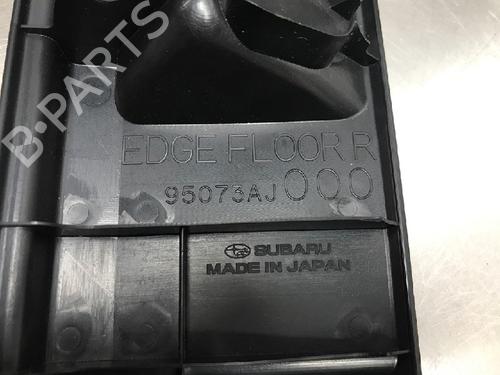 B-PARTS
EDGE FLOOR R
95073AJ000
SUBARU
MADE IN JAPAN